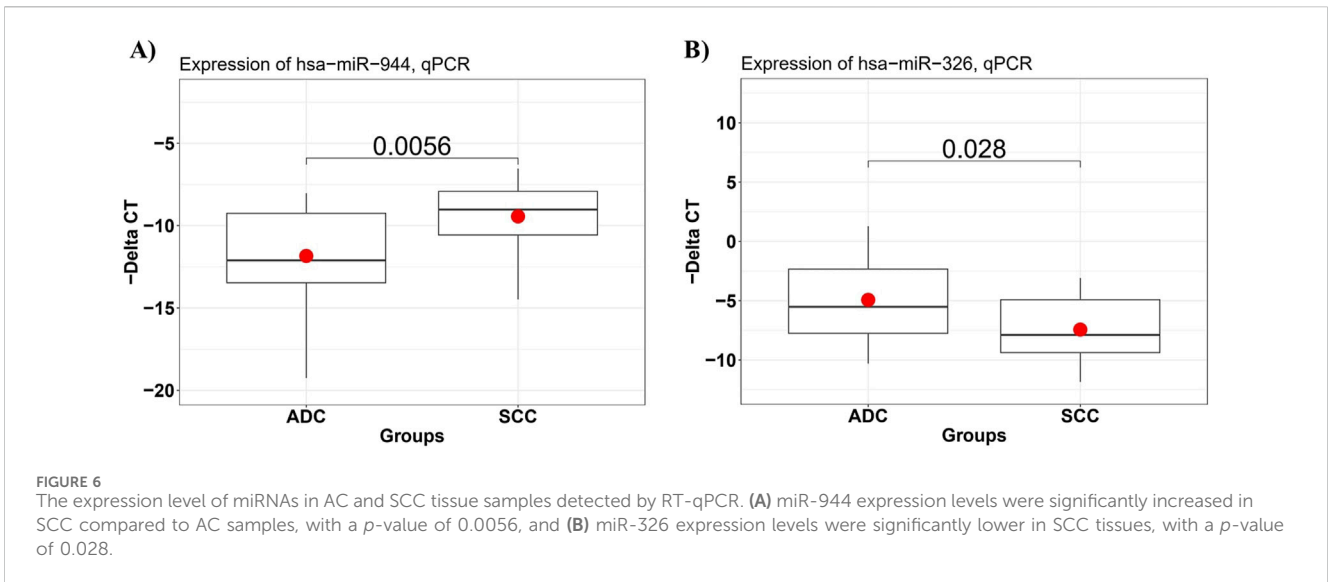 A)
Expression of hsa−miR−944, qPCR
−Delta CT
−5
−10
−15
−20
0.0056
ADC
SCC
Groups
B)
Expression of hsa−miR−326, qPCR
−Delta CT
10
5
0
−5
−10
0.028
ADC
SCC
Groups
FIGURE 6
The expression level of miRNAs in AC and SCC tissue samples detected by RT-qPCR. (A) miR-944 expression levels were significantly increased in
SCC compared to AC samples, with a p-value of 0.0056, and (B) miR-326 expression levels were significantly lower in SCC tissues, with a p-value
of 0.028.